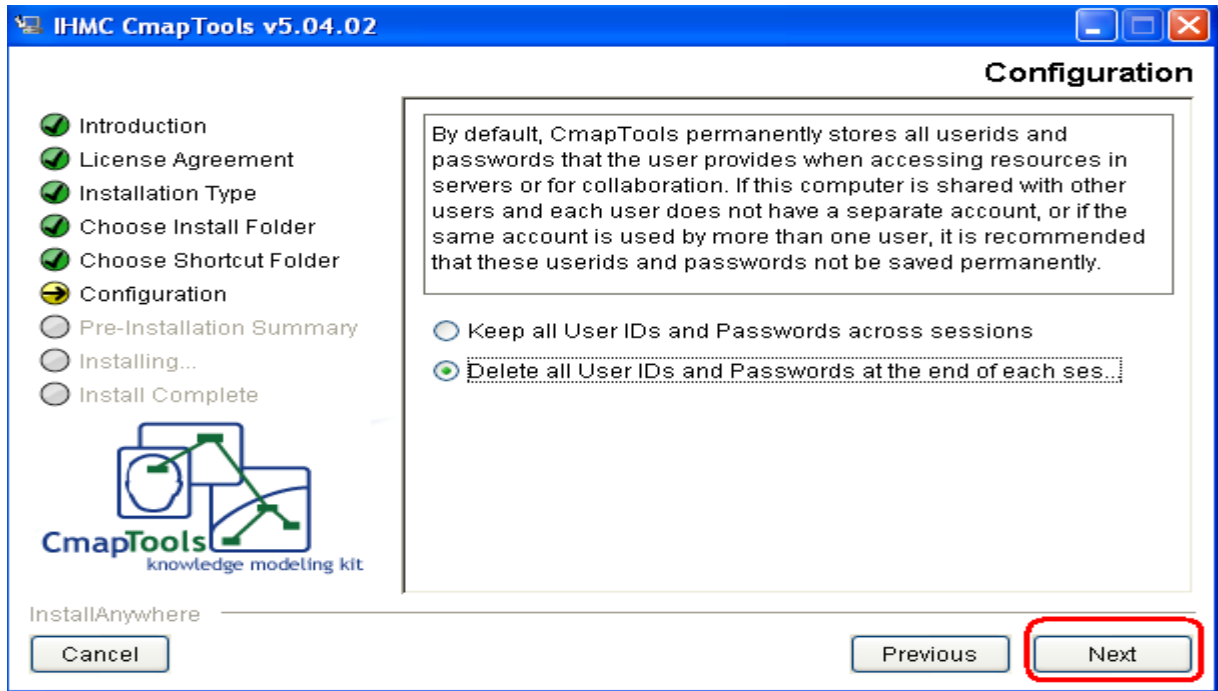 IHMC CmapTools v5.04.02
Configuration
Introduction
License Agreement
Installation Type
Choose Install Folder
Choose Shortcut Folder
Configuration
Pre-Installation Summary
Installing...
Install Complete
By default, CmapTools permanently stores all userids and
passwords that the user provides when accessing resources in
servers or for collaboration. If this computer is shared with other
users and each user does not have a separate account, or if the
same account is used by more than one user, it is recommended
that these userids and passwords not be saved permanently.
Keep all User IDs and Passwords across sessions
Delete all User IDs and Passwords at the end of each ses...
CmapTools
knowledge modeling kit
InstallAnywhere
Cancel
Previous
Next